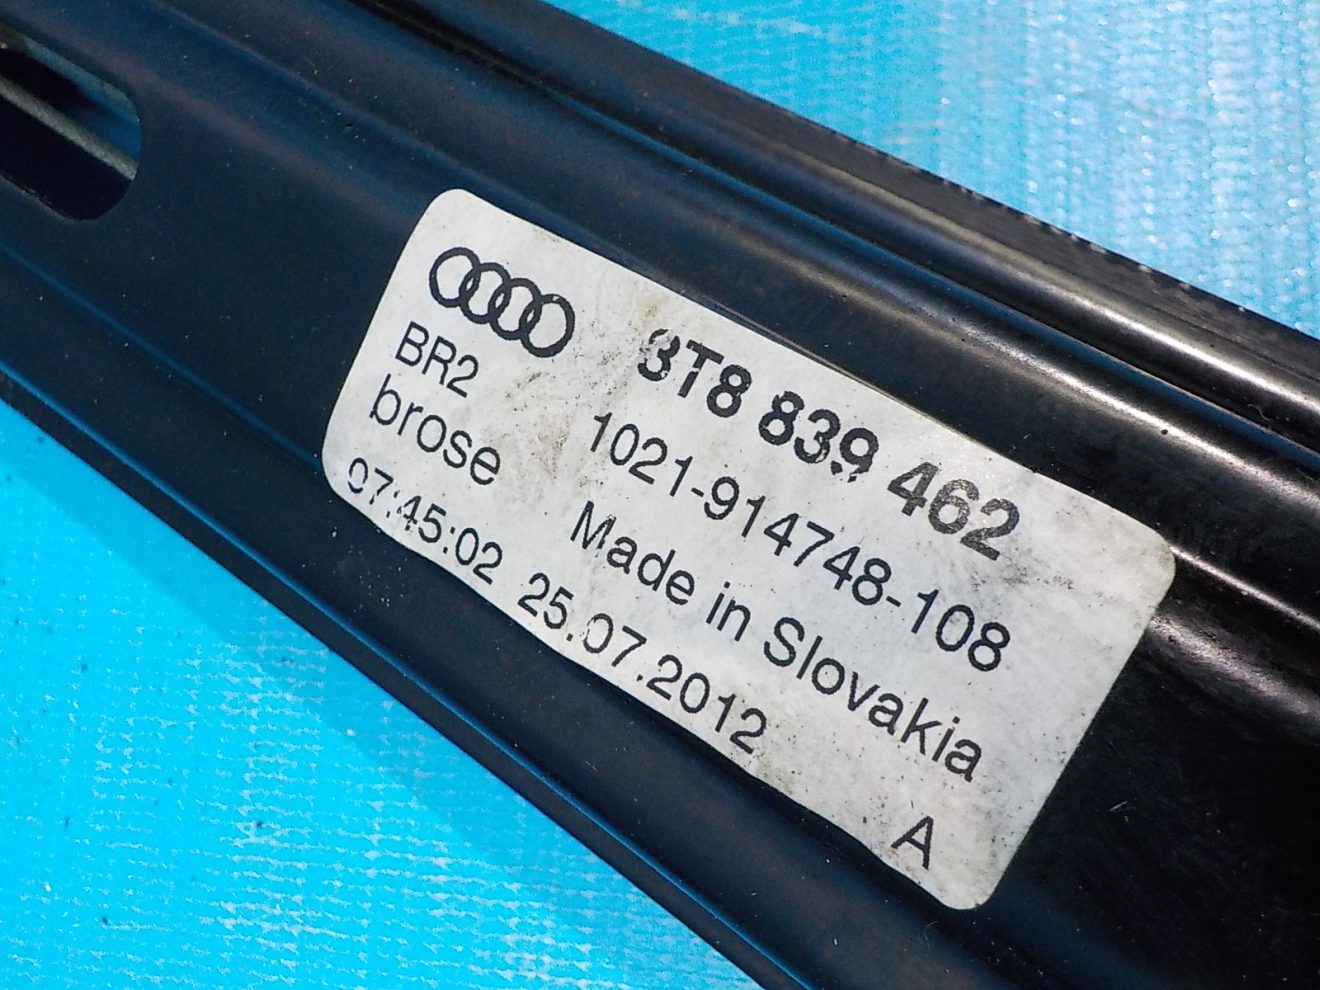 8T8 839 462
BR2 1021-914748-108
brose Made in Slovakia
07:45:02 25.07.2012 A